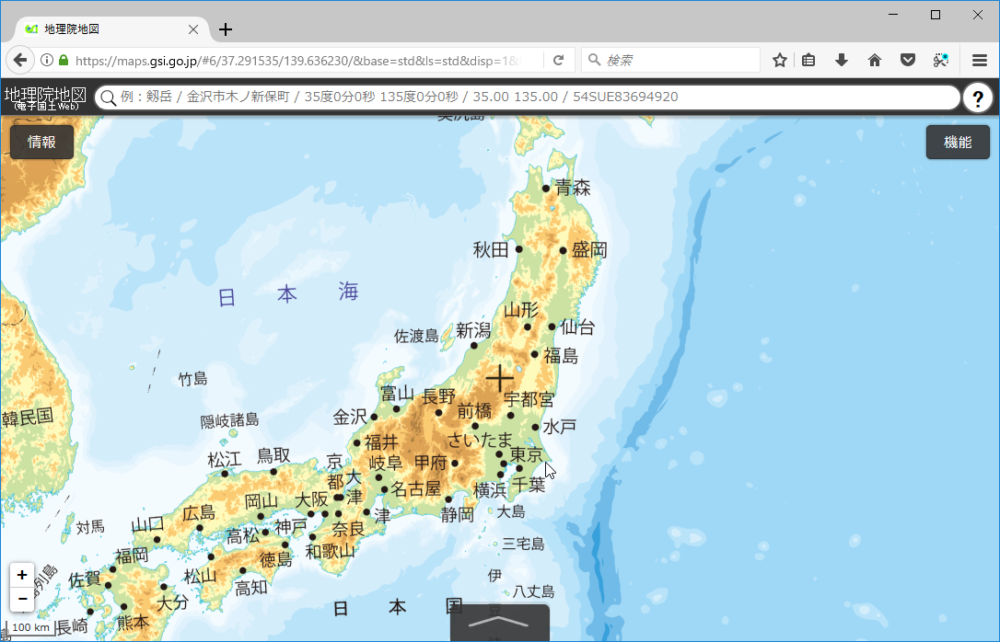 地理院地図
https://maps.gsi.go.jp/#6/37.291535/139.636230/&base=std&ls=std&disp=1&
検索
地理院地図
(電子国土Web)
例：剱岳 / 金沢市木ノ新保町 / 35度0分0秒 135度0分0秒 / 35.00 135.00 / 54SUE83694920
?
情報
機能
奥尻島
青森
秋田
盛岡
日本海
山形
仙台
佐渡島
新潟
福島
竹島
富山
長野
宇都宮
前橋
金沢
韓民国
隠岐諸島
水戸
福井
さいたま
松江
鳥取
京都
岐阜
甲府
東京
大津
名古屋
横浜
千葉
岡山
大阪
広島
静岡
大島
津
対馬
山口
神戸
奈良
高松
三宅島
和歌山
福岡
徳島
伊
佐賀
列島
松山
高知
八丈島
大分
日本国
豆
長崎
熊本
島
+
−
100 km